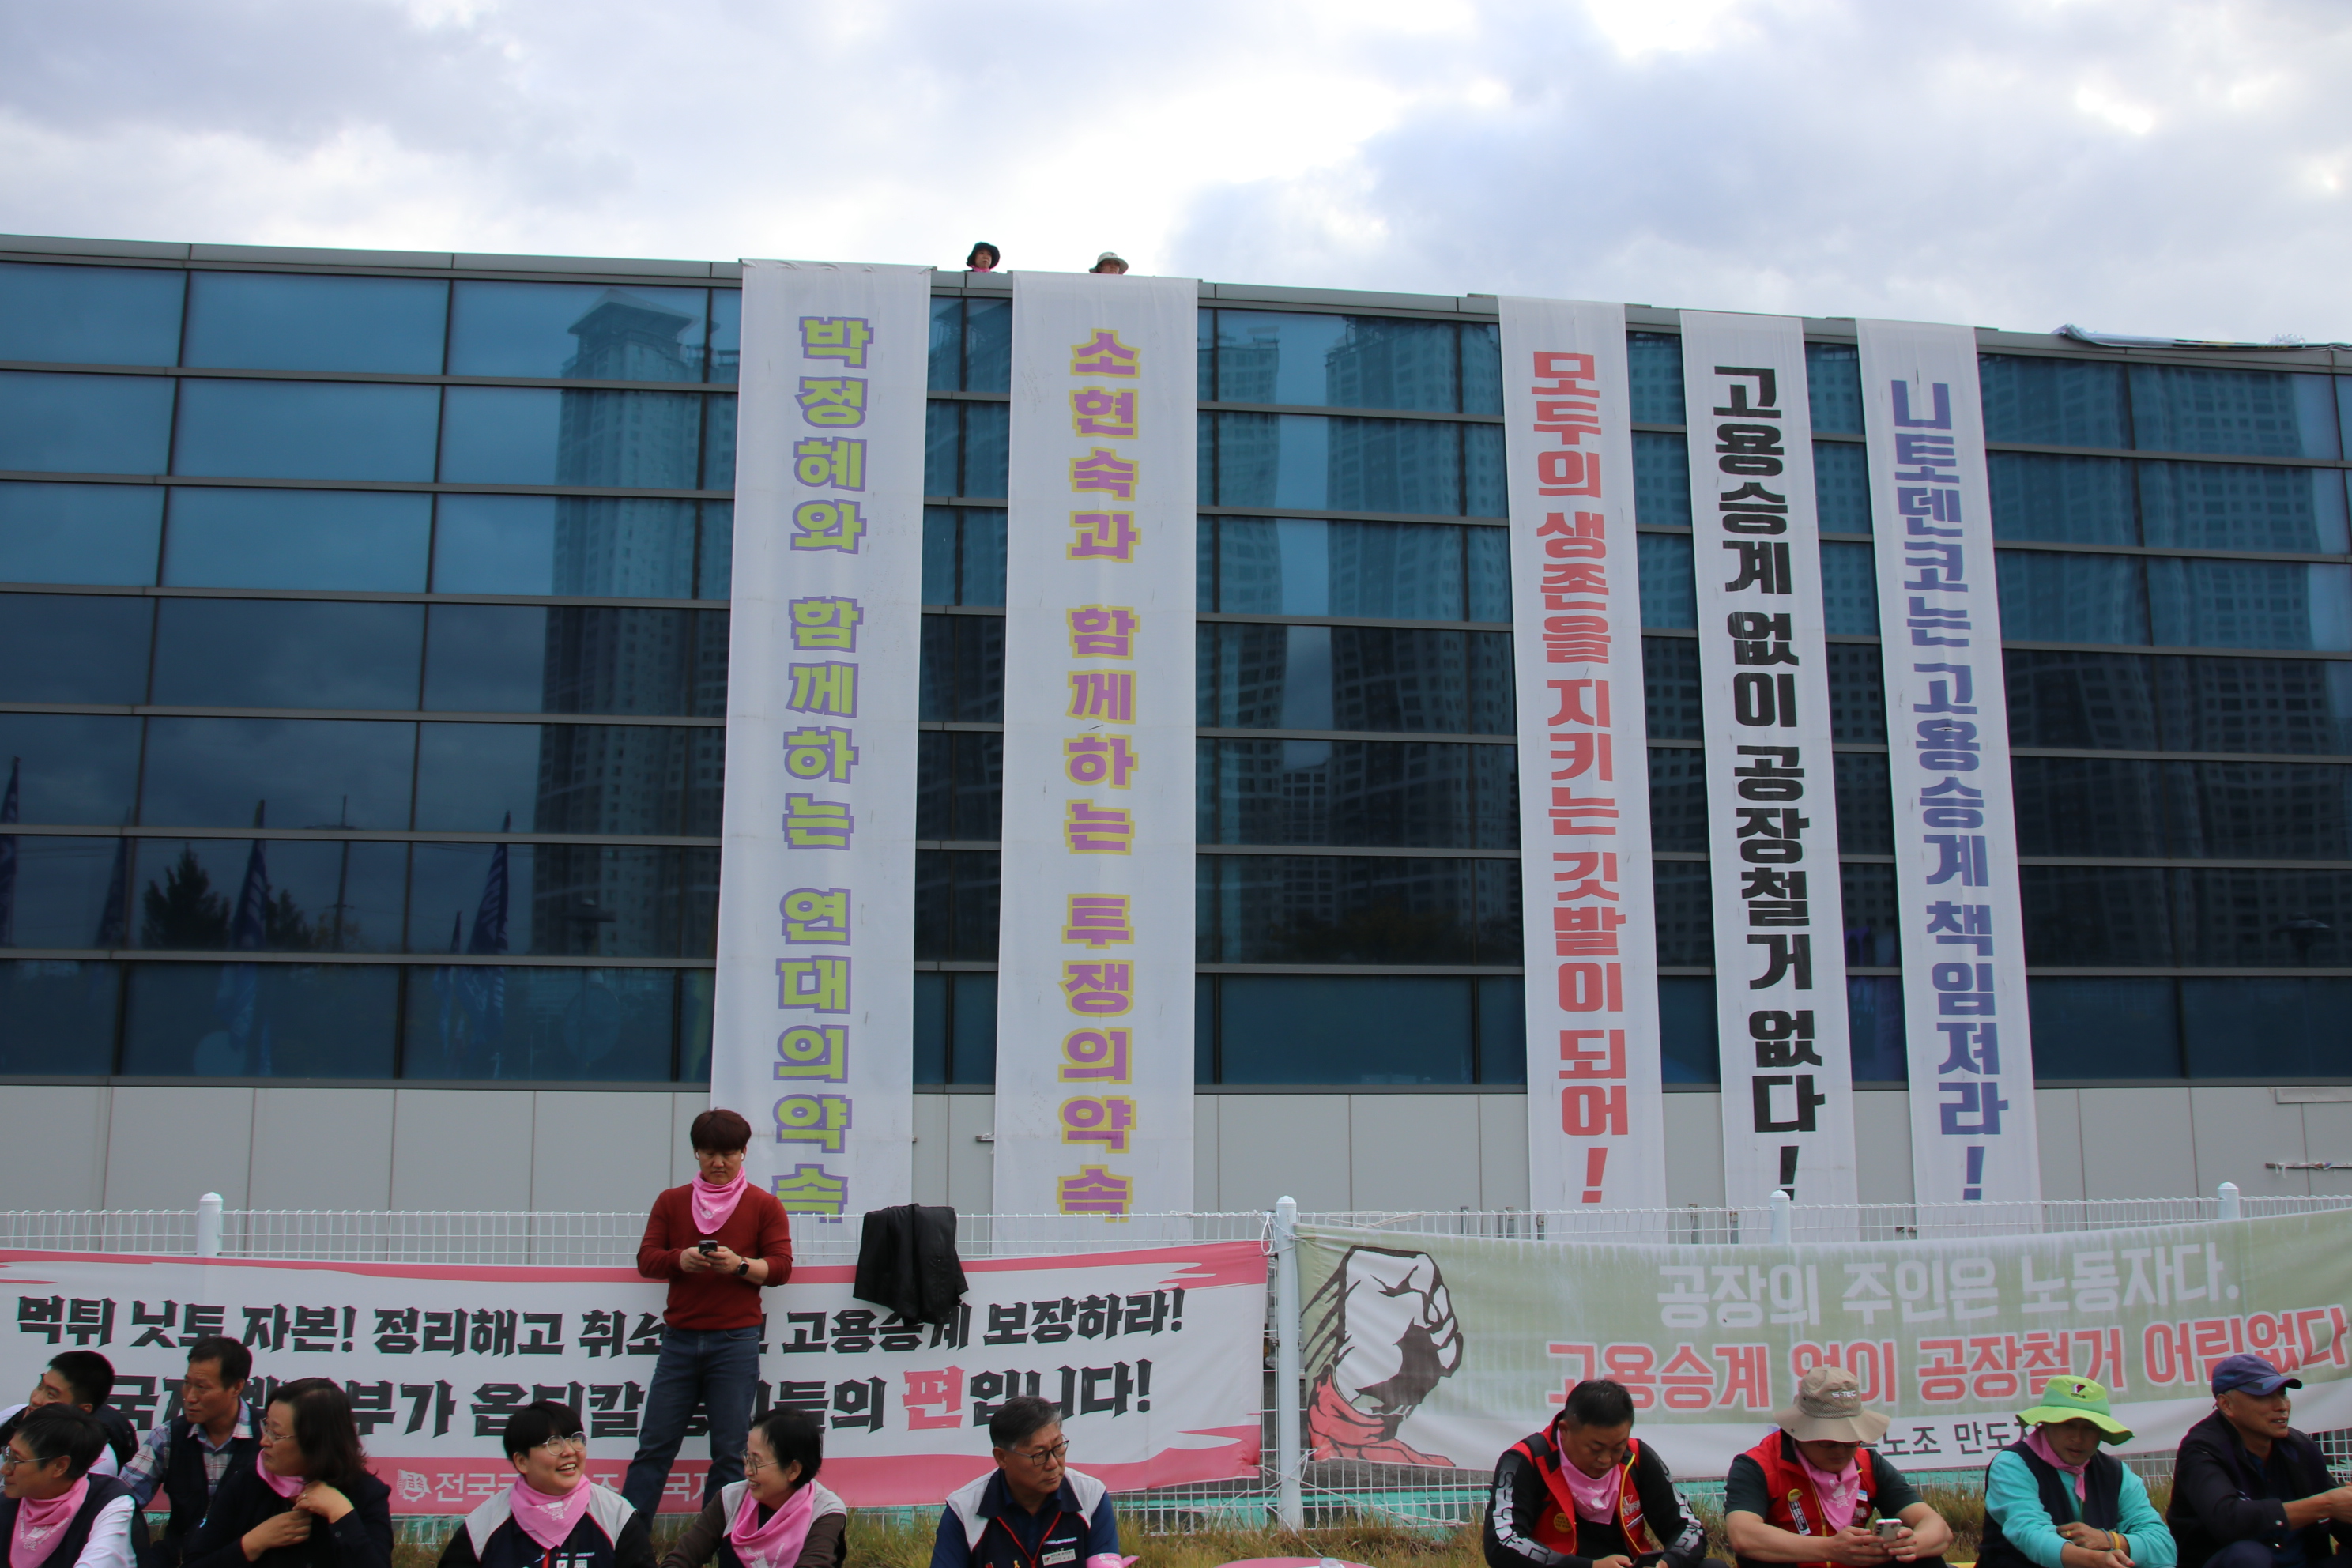 박정혜와 함께하는 연대의약속
소현숙과 함께하는 투쟁의약속
모두의 생존을 지키는 깃발이 되어!
고용승계 없이 공장철거 없다!
니토덴코는 고용승계 책임져라!
먹튀 닛토 자본! 정리해고 고용승계 보장하라!
옵티칼 편입니다!
공장의 주인은 노동자다.
고용승계 없이 공장철거 어림없다